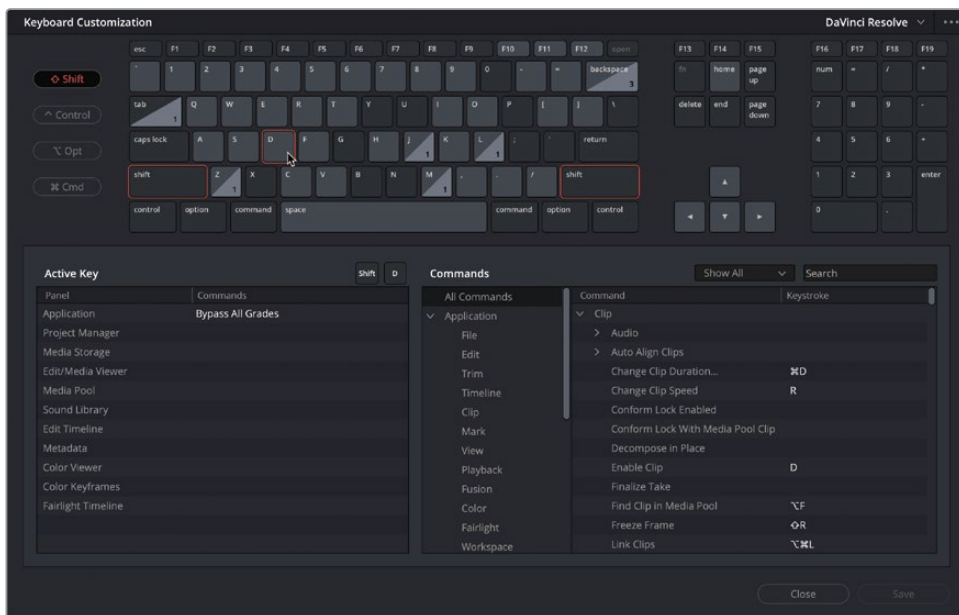 Keyboard Customization DaVinci Resolve
esc F1 F2 F3 F4 F5 F6 F7 F8 F9 F10 F11 F12 F13 F14 F15 F16 F17 F18 F19
⇧ Shift
` 1 2 3 4 5 6 7 8 9 0 - = backspace 3 fn home page up num = / *
^ Control
tab 1 Q W E R T Y U I O P [ ] \ delete end page down 7 8 9 -
⌥ Opt
caps lock A S D F G H J 1 K L 1 ; ' return 4 5 6 +
⌘ Cmd
shift Z 1 X C V B N M 1 , . / shift 1 2 3 enter
control option command space command option control 0 .
Active Key Shift D Commands Show All Search
Panel Commands All Commands Command Keystroke
Application Bypass All Grades Application Clip
Project Manager File Audio
Media Storage Edit Auto Align Clips
Edit/Media Viewer Trim Change Clip Duration... ⌘D
Media Pool Timeline Change Clip Speed R
Sound Library Clip Conform Lock Enabled
Edit Timeline Mark Conform Lock With Media Pool Clip
Metadata View Decompose in Place
Color Viewer Playback Enable Clip D
Color Keyframes Fusion Finalize Take
Fairlight Timeline Color Find Clip in Media Pool ⌥F
Fairlight Freeze Frame ⇧R
Workspace Link Clips ⌥⌘L
Close Save